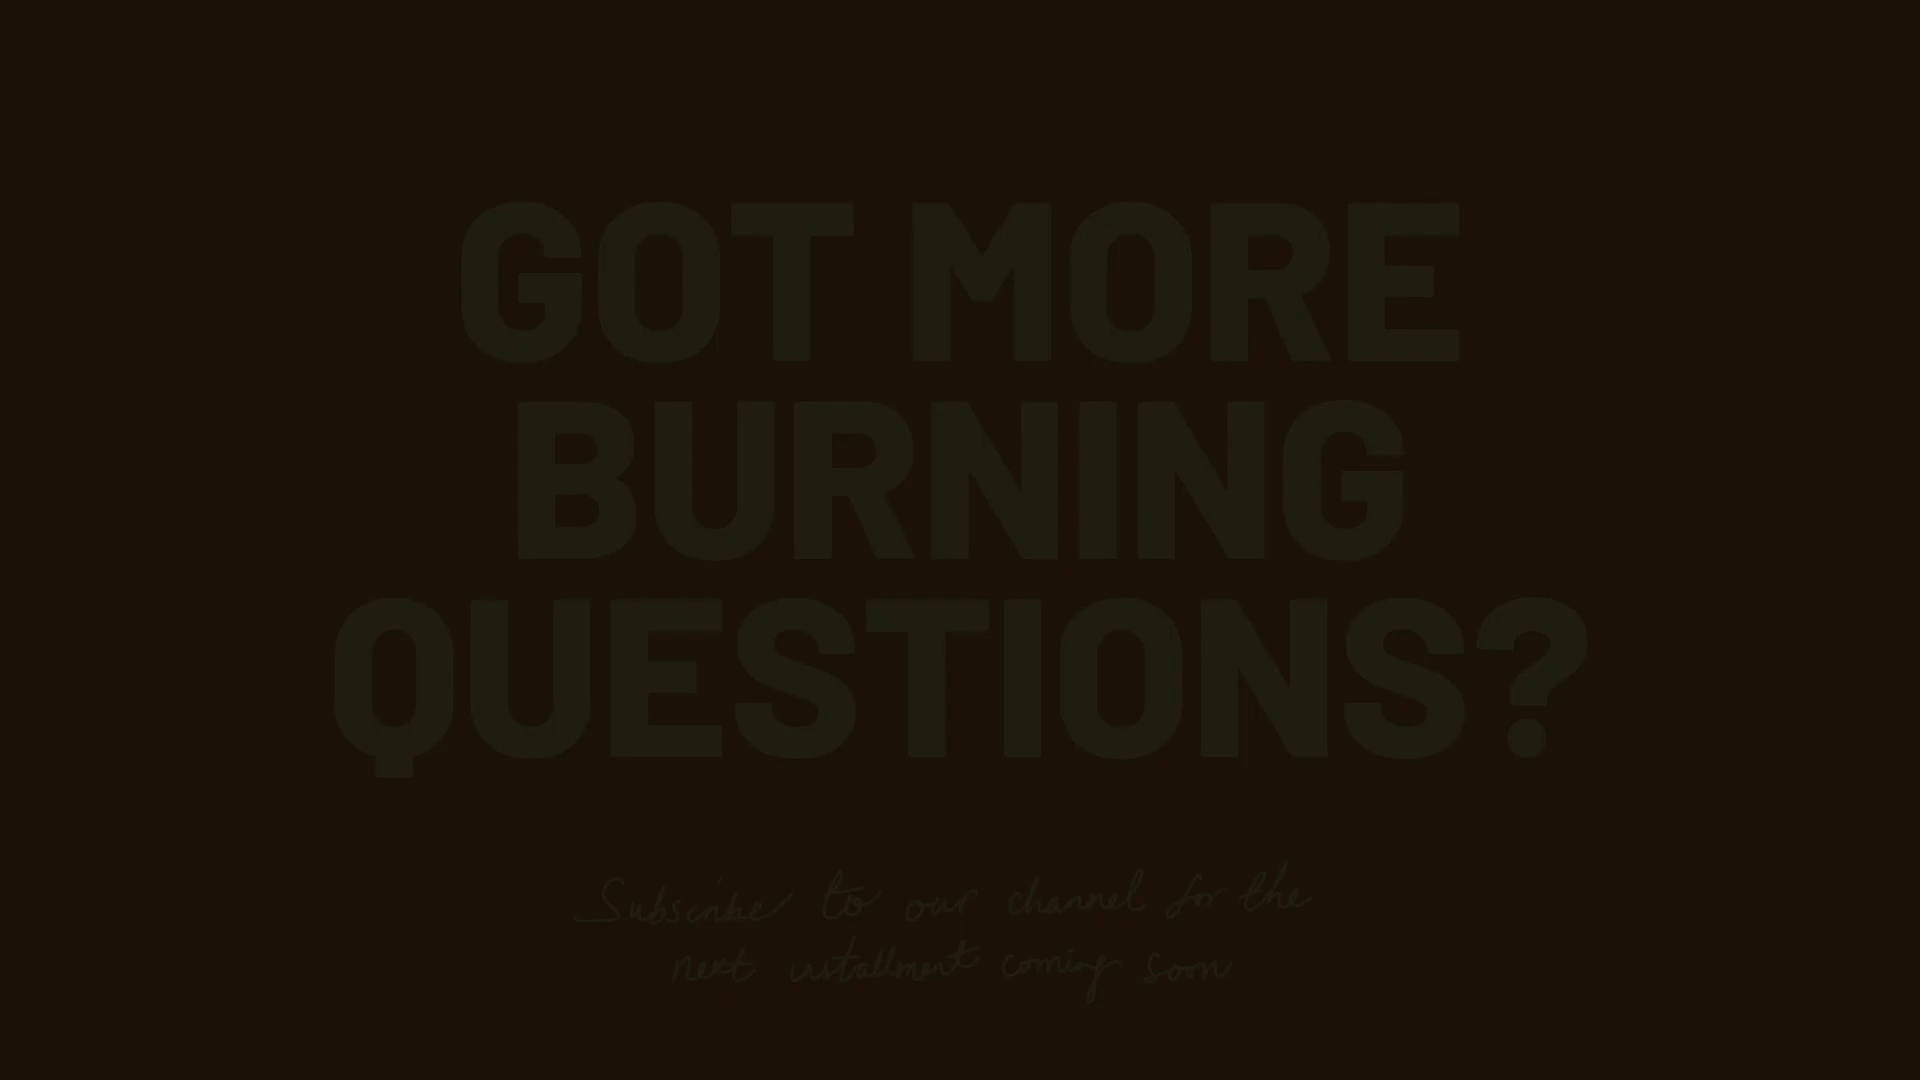 GOT MORE
BURNING
QUESTIONS?
Subscribe to our channel for the
next installment coming soon